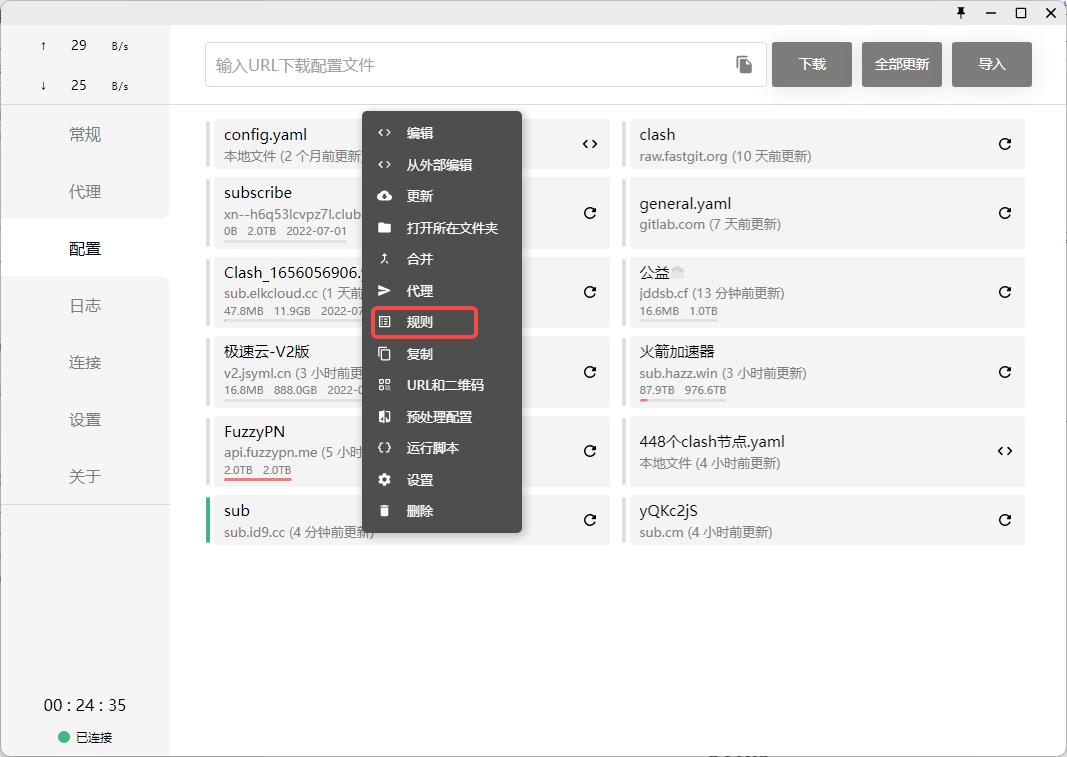 ↑ 29 B/s
↓ 25 B/s
常规
代理
配置
日志
连接
设置
关于
00 : 24 : 35
已连接
输入URL下载配置文件
下载
全部更新
导入
config.yaml
本地文件 (2 个月前更新)
clash
raw.fastgit.org (10 天前更新)
subscribe
xn--h6q53lcvpz7l.club
0B 2.0TB 2022-07-01
general.yaml
gitlab.com (7 天前更新)
Clash_1656056906.
sub.elkcloud.cc (1 天前
47.8MB 11.9GB 2022-07
公益
jddsb.cf (13 分钟前更新)
16.6MB 1.0TB
极速云-V2版
v2.jsyml.cn (3 小时前更
16.8MB 888.0GB 2022-0
火箭加速器
sub.hazz.win (3 小时前更新)
87.9TB 976.6TB
FuzzyPN
api.fuzzypn.me (5 小时
2.0TB 2.0TB
448个clash节点.yaml
本地文件 (4 小时前更新)
sub
sub.id9.cc (4 分钟前更新)
yQKc2jS
sub.cm (4 小时前更新)
编辑
从外部编辑
更新
打开所在文件夹
合并
代理
规则
复制
URL和二维码
预处理配置
运行脚本
设置
删除